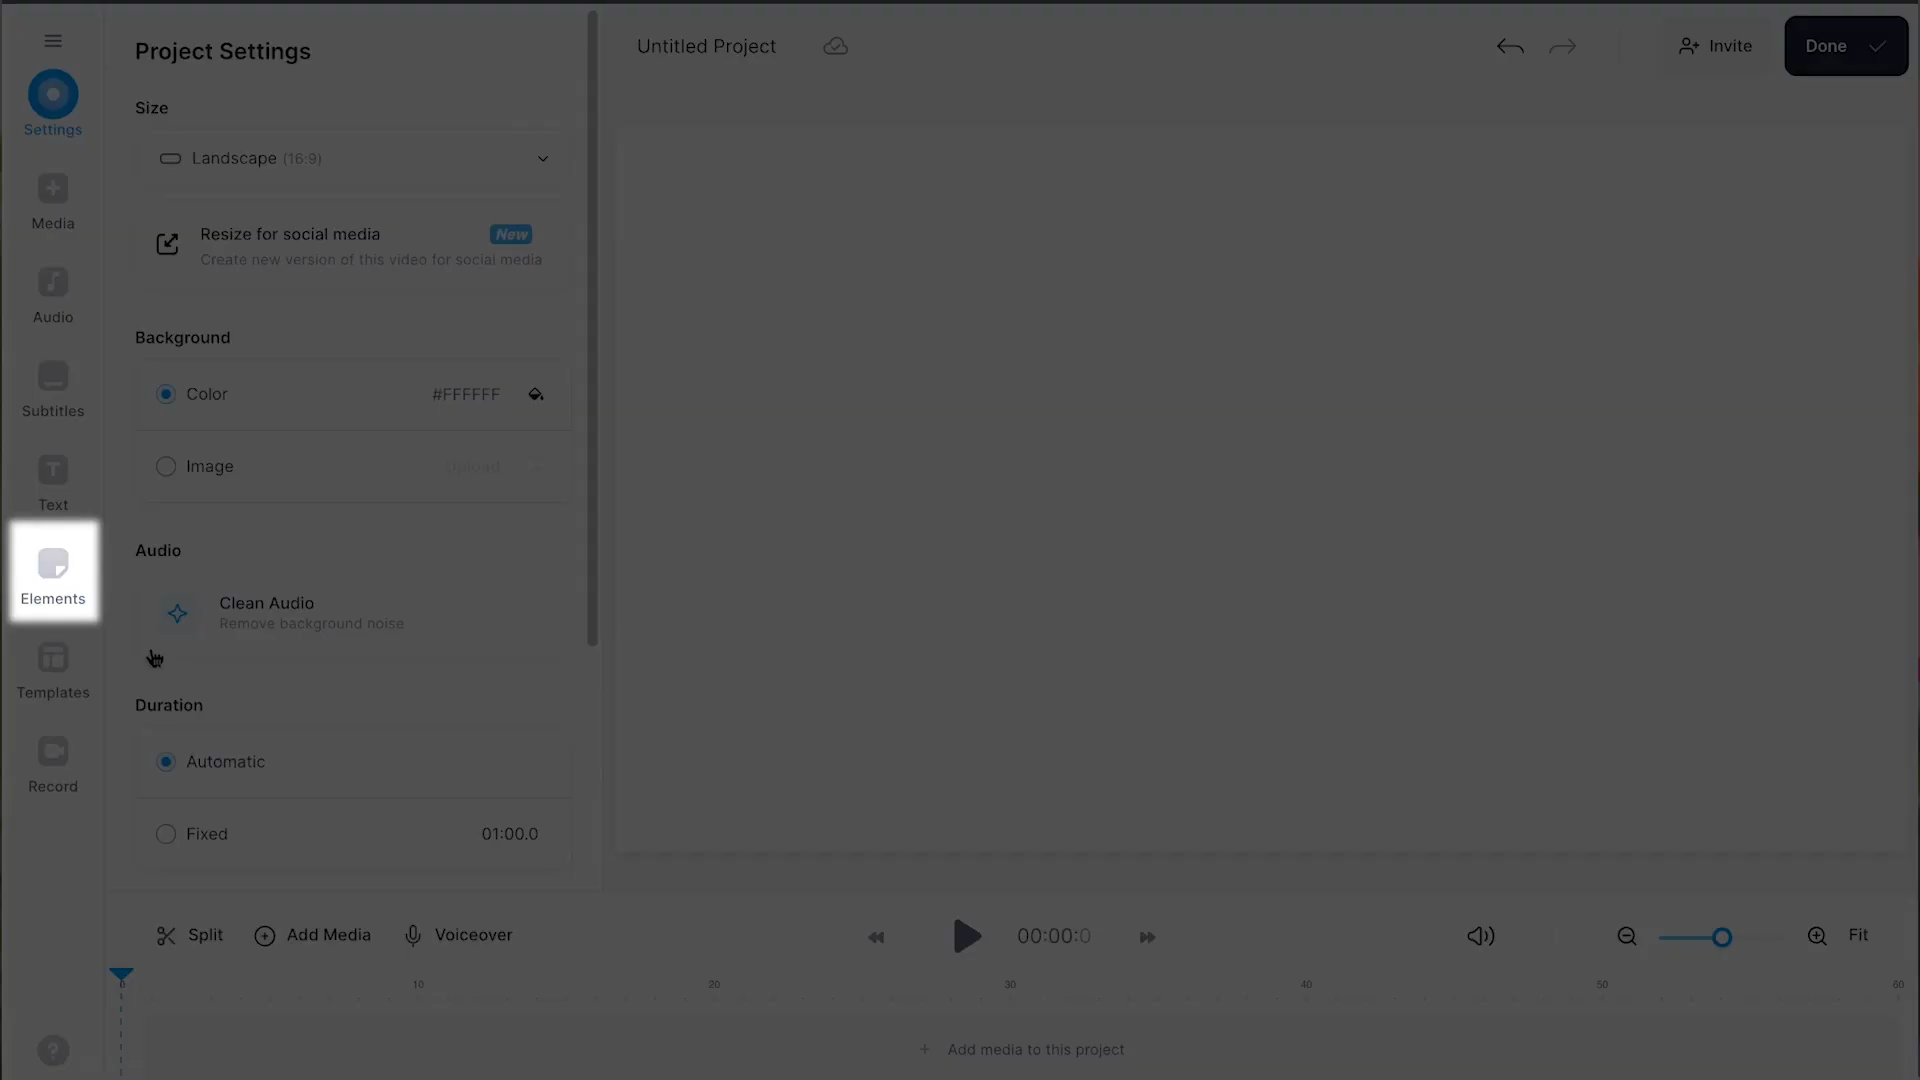 Project Settings
Untitled Project
Invite
Done
Settings
Size
Landscape (16:9)
Media
Resize for social media
New
Create new version of this video for social media
Audio
Background
Color
#FFFFFF
Subtitles
Image
Upload
Text
Audio
Elements
Clean Audio
Remove background noise
Templates
Duration
Automatic
Record
Fixed
01:00.0
Split
Add Media
Voiceover
00:00:0
Fit
0
10
20
30
40
50
60
?
+ Add media to this project